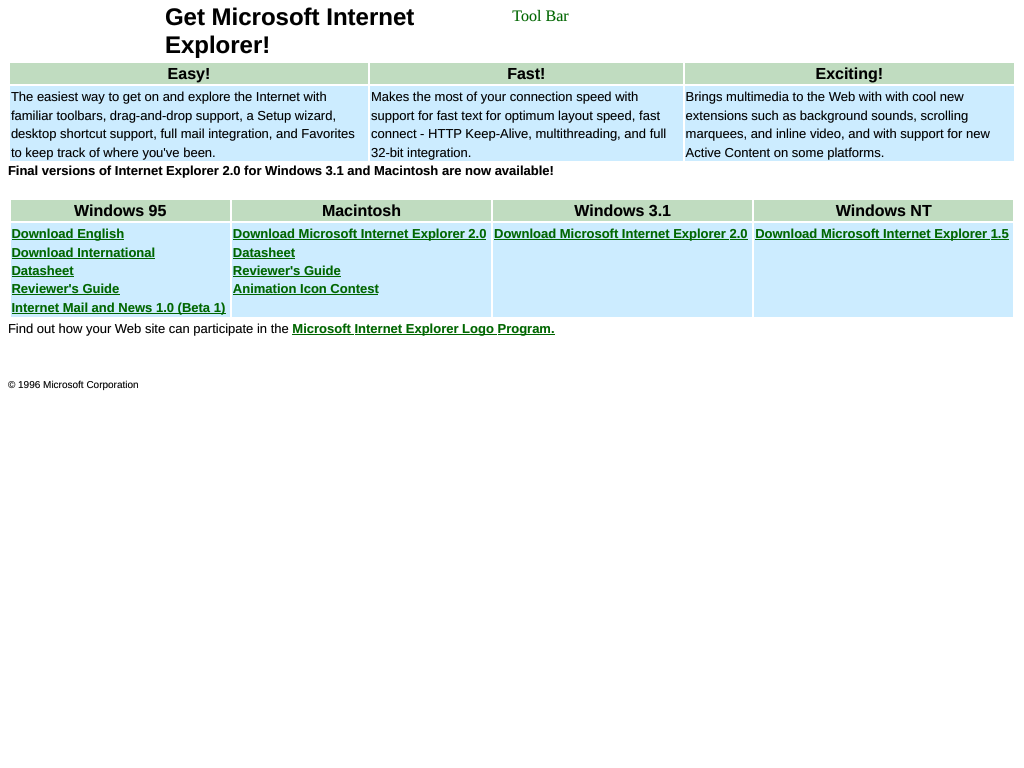 Get Microsoft Internet
Explorer!
Tool Bar
Easy!
The easiest way to get on and explore the Internet with
familiar toolbars, drag-and-drop support, a Setup wizard,
desktop shortcut support, full mail integration, and Favorites
to keep track of where you've been.
Fast!
Makes the most of your connection speed with
support for fast text for optimum layout speed, fast
connect - HTTP Keep-Alive, multithreading, and full
32-bit integration.
Exciting!
Brings multimedia to the Web with with cool new
extensions such as background sounds, scrolling
marquees, and inline video, and with support for new
Active Content on some platforms.
Final versions of Internet Explorer 2.0 for Windows 3.1 and Macintosh are now available!
Windows 95
Download English
Download International
Datasheet
Reviewer's Guide
Internet Mail and News 1.0 (Beta 1)
Macintosh
Download Microsoft Internet Explorer 2.0
Datasheet
Reviewer's Guide
Animation Icon Contest
Windows 3.1
Download Microsoft Internet Explorer 2.0
Windows NT
Download Microsoft Internet Explorer 1.5
Find out how your Web site can participate in the Microsoft Internet Explorer Logo Program.
© 1996 Microsoft Corporation